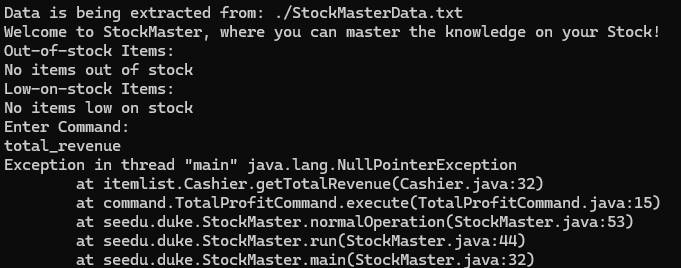 Data is being extracted from: ./StockMasterData.txt
Welcome to StockMaster, where you can master the knowledge on your Stock!
Out-of-stock Items:
No items out of stock
Low-on-stock Items:
No items low on stock
Enter Command:
total_revenue
Exception in thread "main" java.lang.NullPointerException
        at itemlist.Cashier.getTotalRevenue(Cashier.java:32)
        at command.TotalProfitCommand.execute(TotalProfitCommand.java:15)
        at seedu.duke.StockMaster.normalOperation(StockMaster.java:53)
        at seedu.duke.StockMaster.run(StockMaster.java:44)
        at seedu.duke.StockMaster.main(StockMaster.java:32)